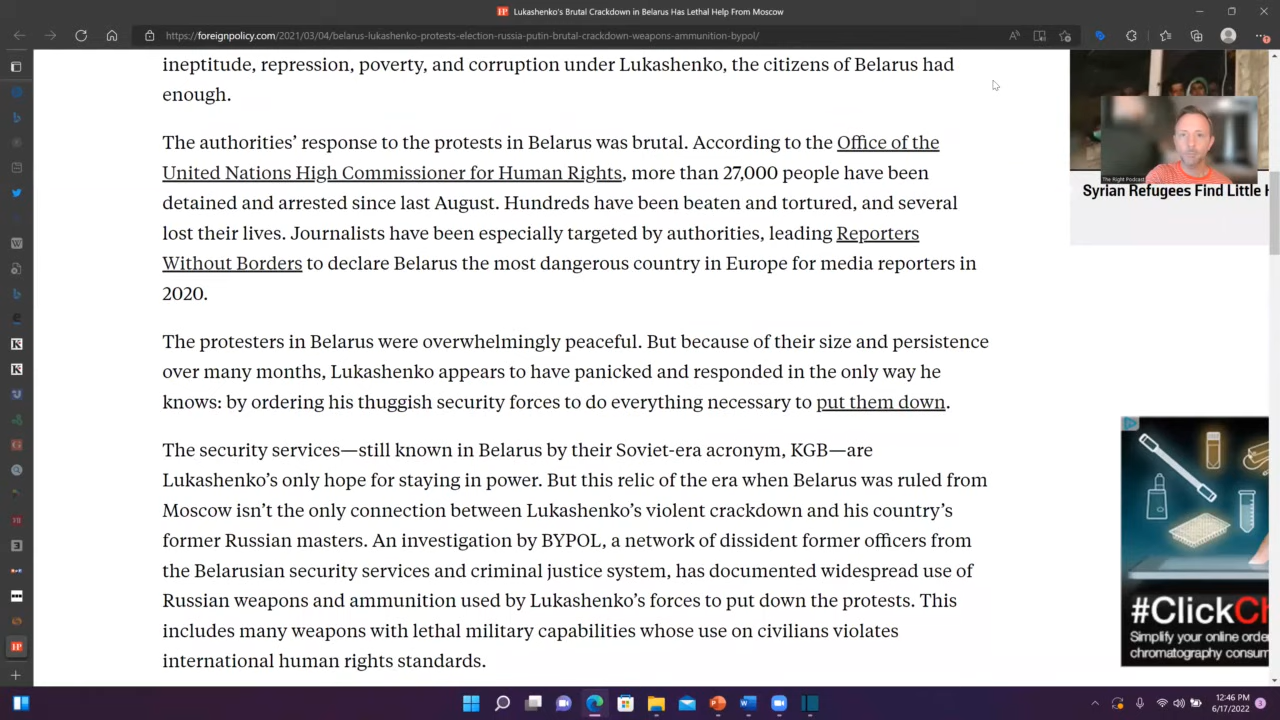 Lukashenko's Brutal Crackdown in Belarus Has Lethal Help From Moscow
https://foreignpolicy.com/2021/03/04/belarus-lukashenko-protests-election-russia-putin-brutal-crackdown-weapons-ammunition-bypol/
ineptitude, repression, poverty, and corruption under Lukashenko, the citizens of Belarus had
enough.
The authorities' response to the protests in Belarus was brutal. According to the Office of the
United Nations High Commissioner for Human Rights, more than 27,000 people have been
detained and arrested since last August. Hundreds have been beaten and tortured, and several
lost their lives. Journalists have been especially targeted by authorities, leading Reporters
Without Borders to declare Belarus the most dangerous country in Europe for media reporters in
2020.
The protesters in Belarus were overwhelmingly peaceful. But because of their size and persistence
over many months, Lukashenko appears to have panicked and responded in the only way he
knows: by ordering his thuggish security forces to do everything necessary to put them down.
The security services—still known in Belarus by their Soviet-era acronym, KGB—are
Lukashenko's only hope for staying in power. But this relic of the era when Belarus was ruled from
Moscow isn't the only connection between Lukashenko's violent crackdown and his country's
former Russian masters. An investigation by BYPOL, a network of dissident former officers from
the Belarusian security services and criminal justice system, has documented widespread use of
Russian weapons and ammunition used by Lukashenko's forces to put down the protests. This
includes many weapons with lethal military capabilities whose use on civilians violates
international human rights standards.
The Right Podcast
Syrian Refugees Find Little H
#ClickCh
Simplify your online orde
chromatography consum
12:46 PM
6/17/2022